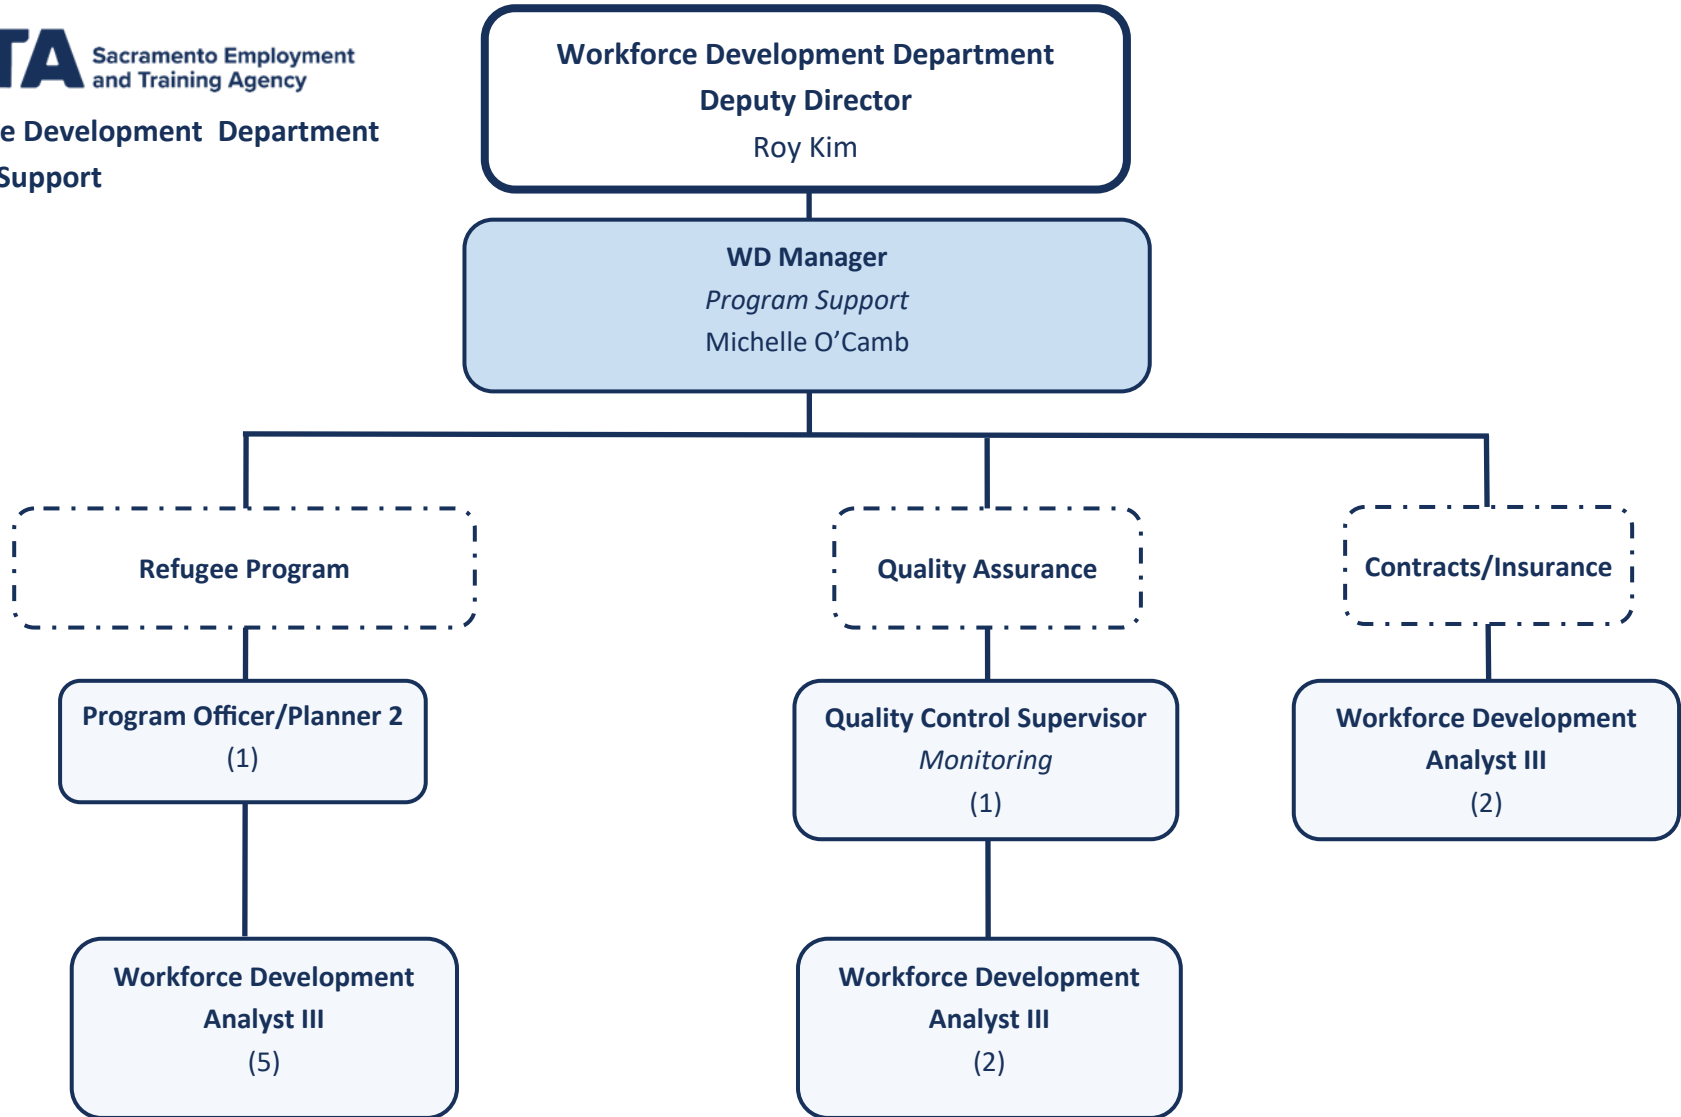 TA Sacramento Employment
and Training Agency
e Development Department
Support
Workforce Development Department
Deputy Director
Roy Kim
WD Manager
Program Support
Michelle O’Camb
Refugee Program
Quality Assurance
Contracts/Insurance
Program Officer/Planner 2
(1)
Quality Control Supervisor
Monitoring
(1)
Workforce Development
Analyst III
(2)
Workforce Development
Analyst III
(5)
Workforce Development
Analyst III
(2)